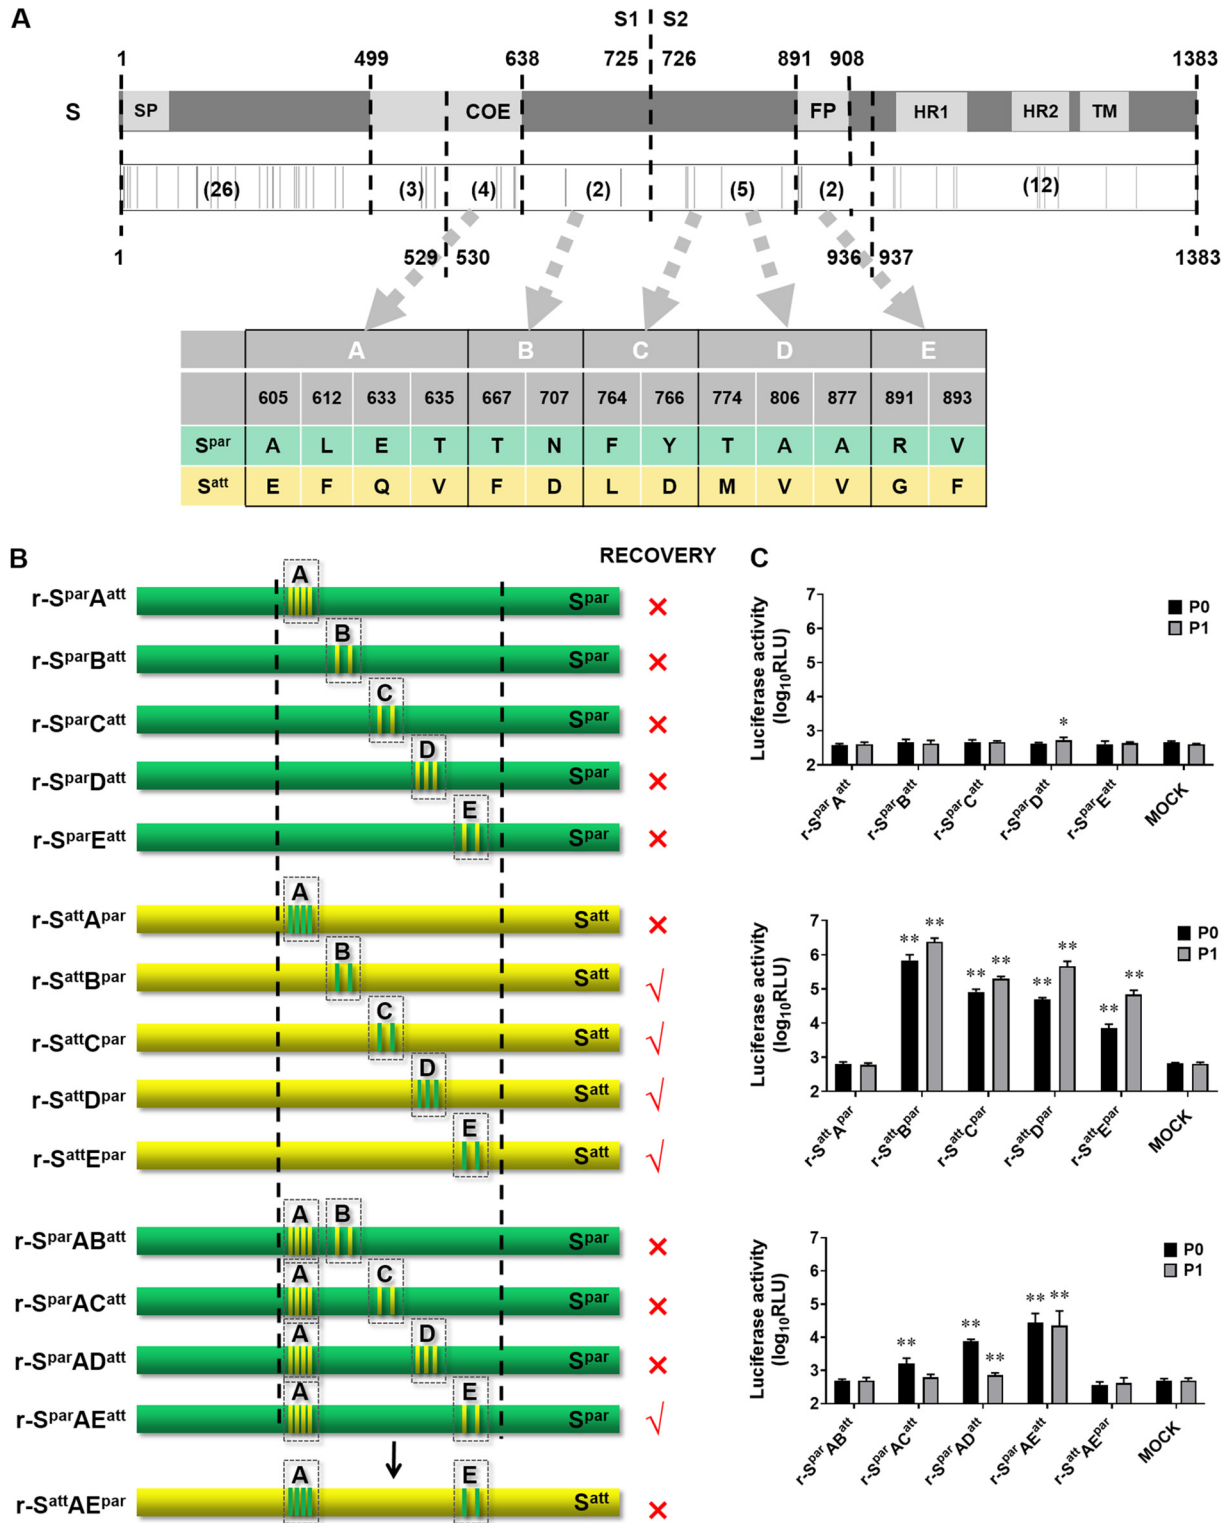 A
S1 S2
1 499 638 725 726 891 908 1383
S SP COE FP HR1 HR2 TM
(26) (3) (4) (2) (5) (2) (12)
1 529 530 936 937 1383
A B C D E
605 612 633 635 667 707 764 766 774 806 877 891 893
Spar A L E T T N F Y T A A R V
Satt E F Q V F D L D M V V G F
B RECOVERY
A
r-SparAatt Spar ×
B
r-SparBatt Spar ×
C
r-SparCatt Spar ×
D
r-SparDatt Spar ×
E
r-SparEatt Spar ×
A
r-SattApar Satt ×
B
r-SattBpar Satt √
C
r-SattCpar Satt √
D
r-SattDpar Satt √
E
r-SattEpar Satt √
A B
r-SparABatt Spar ×
A C
r-SparACatt Spar ×
A D
r-SparADatt Spar ×
A E
r-SparAEatt Spar √
A E
r-SattAEpar Satt ×
C
Luciferase activity
(log10RLU)
7
6
5
4
3
2
P0
P1
*
r-SparAatt r-SparBatt r-SparCatt r-SparDatt r-SparEatt MOCK
Luciferase activity
(log10RLU)
7
6
5
4
3
2
P0
P1
** ** ** ** ** ** ** **
r-SattApar r-SattBpar r-SattCpar r-SattDpar r-SattEpar MOCK
Luciferase activity
(log10RLU)
7
6
5
4
3
2
P0
P1
** ** ** ** **
r-SparABatt r-SparACatt r-SparADatt r-SparAEatt r-SattAEpar MOCK